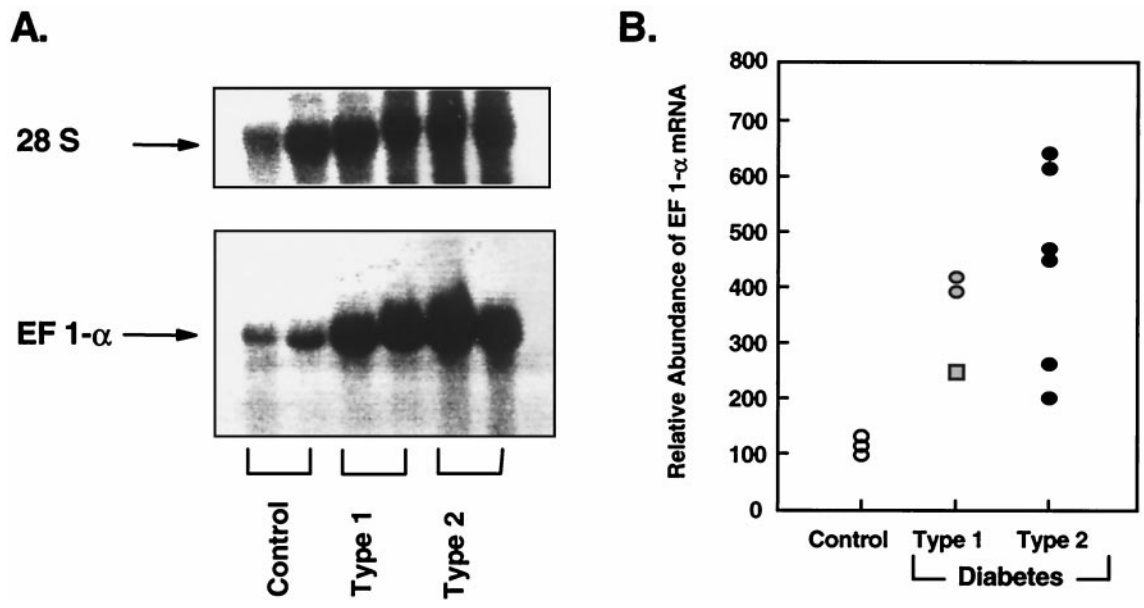 A.
28 S
EF 1-α
Control
Type 1
Type 2
B.
Relative Abundance of EF 1-α mRNA
800
700
600
500
400
300
200
100
0
Control Type 1 Type 2
Diabetes